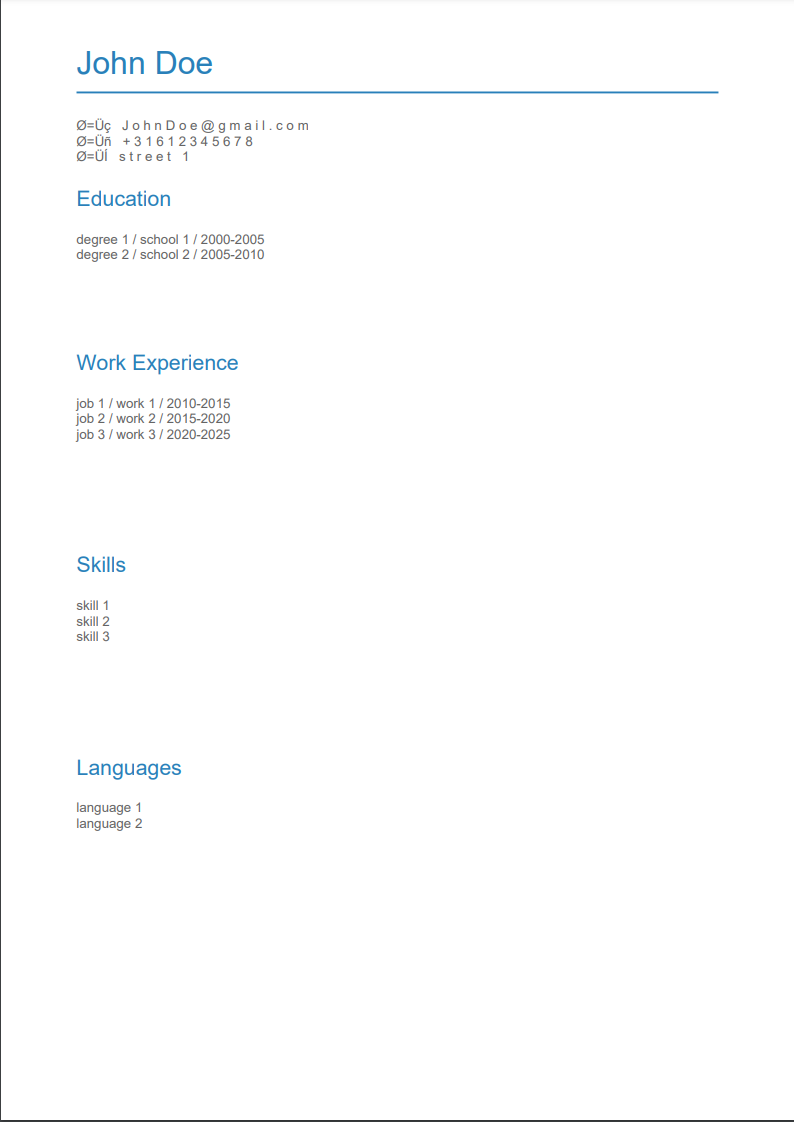 John Doe
Ø=Üç JohnDoe@gmail.com
Ø=Üñ +31612345678
Ø=ÜÍ street 1
Education
degree 1 / school 1 / 2000-2005
degree 2 / school 2 / 2005-2010
Work Experience
job 1 / work 1 / 2010-2015
job 2 / work 2 / 2015-2020
job 3 / work 3 / 2020-2025
Skills
skill 1
skill 2
skill 3
Languages
language 1
language 2